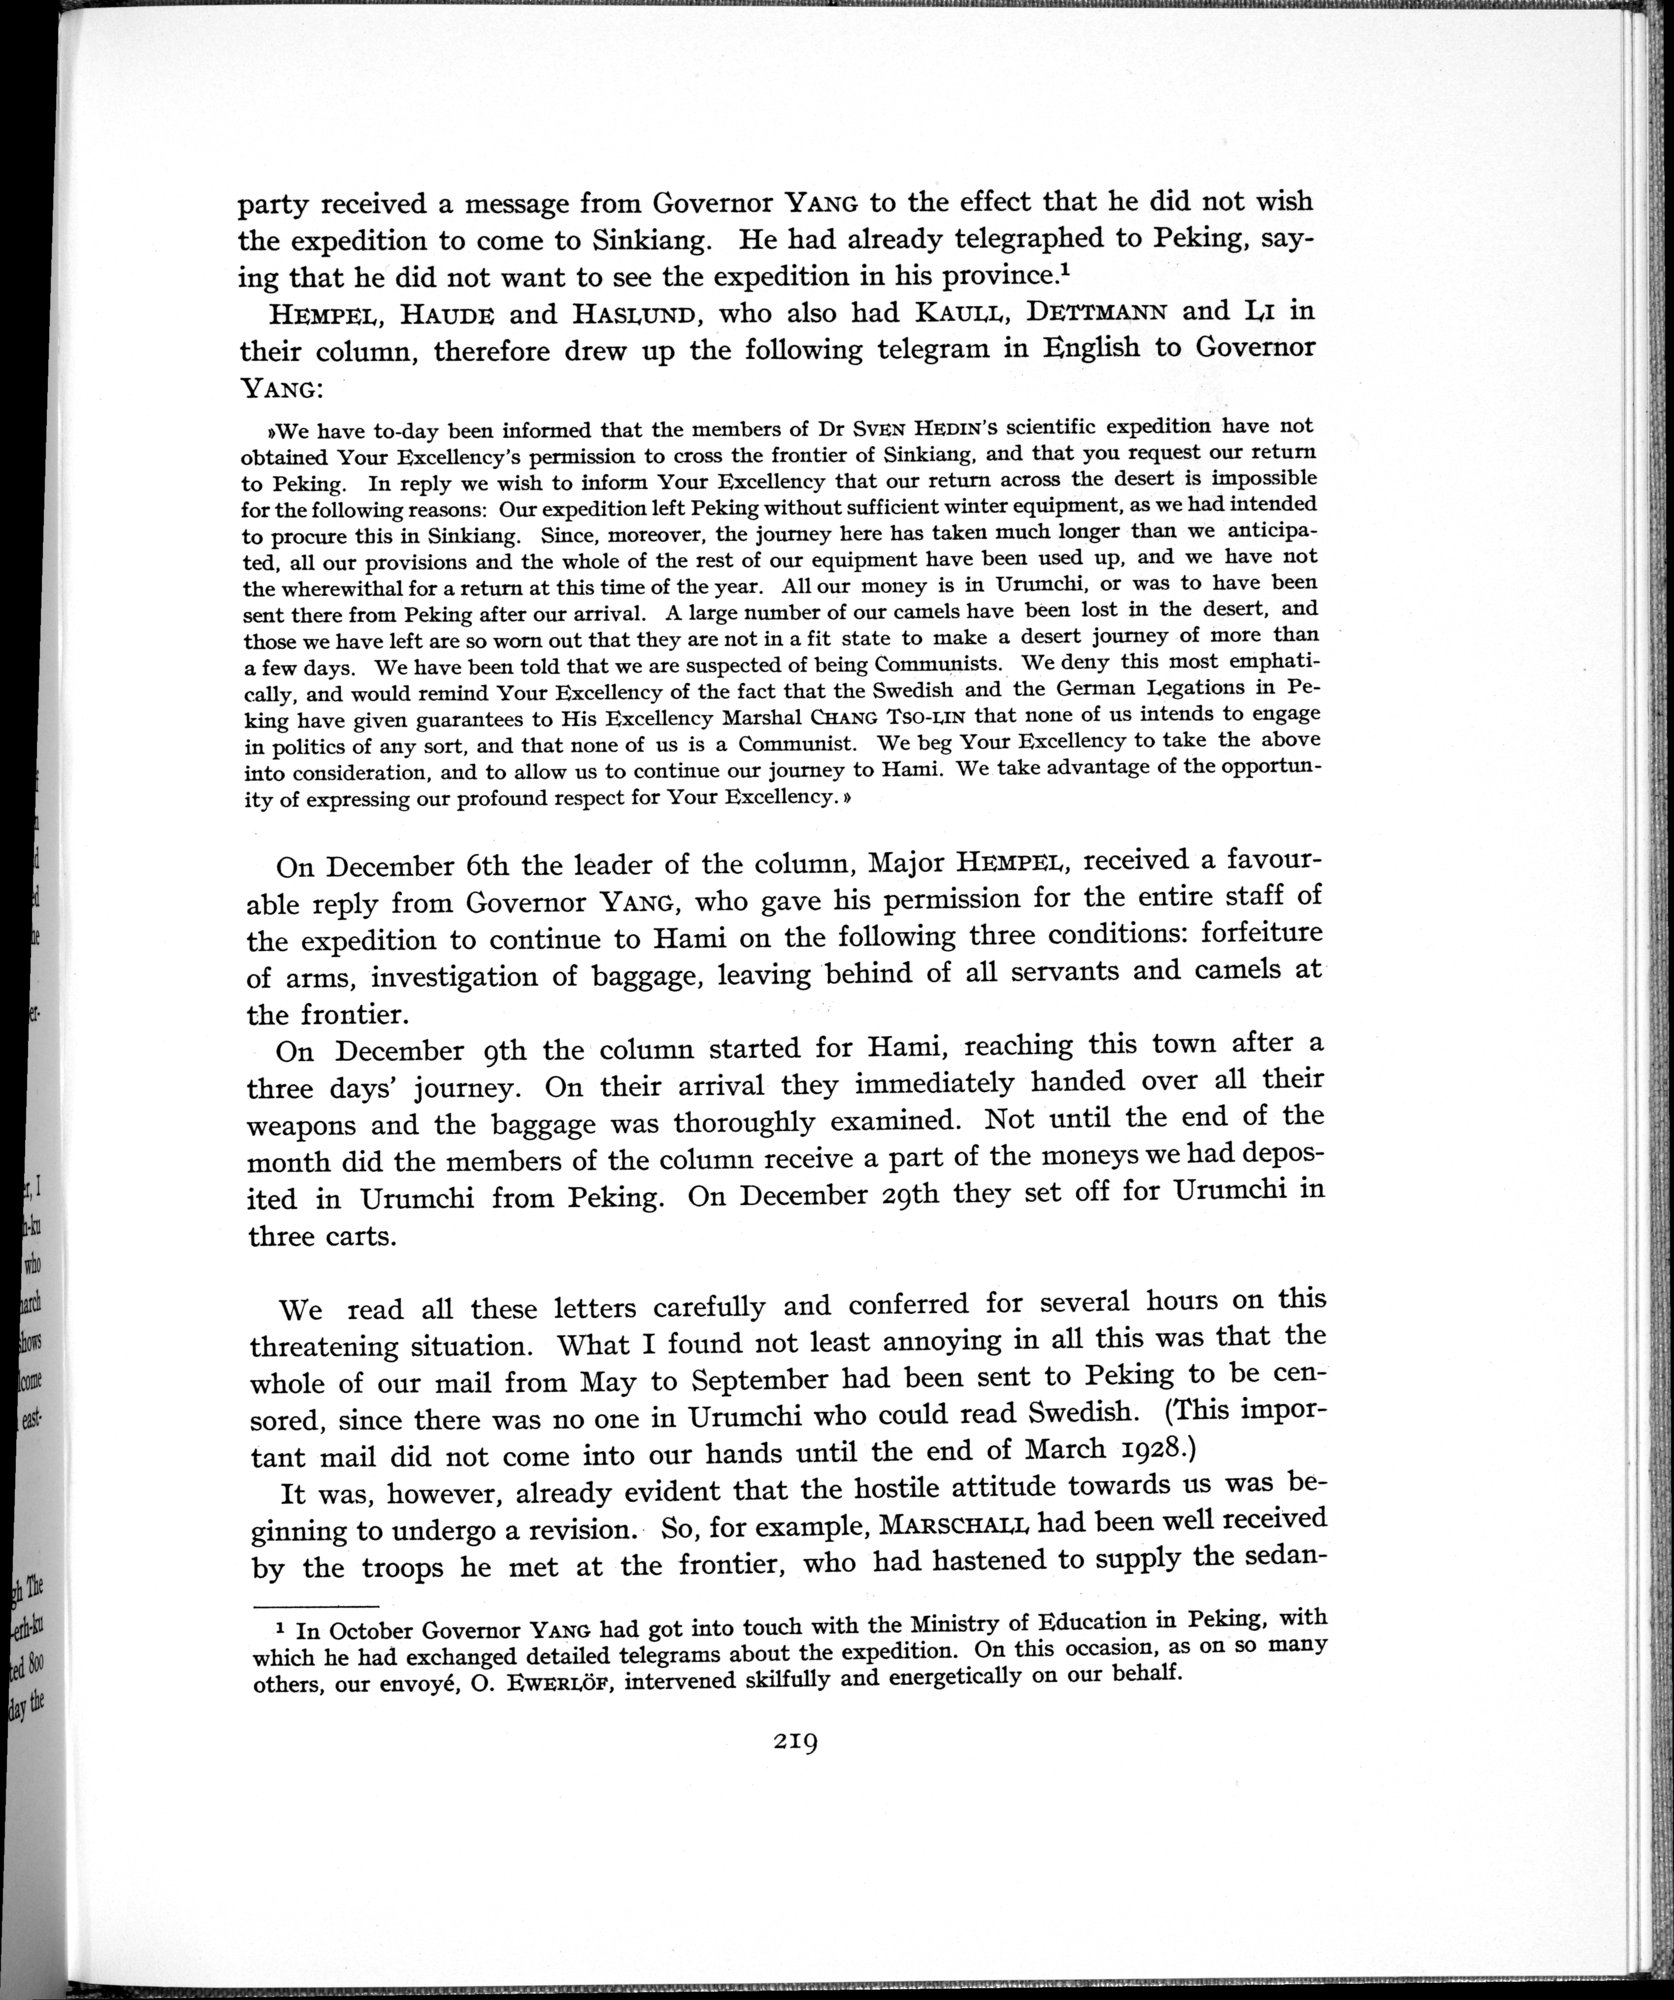 party received a message from Governor YANG to the effect that he did not wish
the expedition to come to Sinkiang. He had already telegraphed to Peking, say-
ing that he did not want to see the expedition in his province.¹
HEMPEL, HAUDE and HASLUND, who also had KAULL, DETTMANN and LI in
their column, therefore drew up the following telegram in English to Governor
YANG:
»We have to-day been informed that the members of Dr SVEN HEDIN's scientific expedition have not
obtained Your Excellency's permission to cross the frontier of Sinkiang, and that you request our return
to Peking. In reply we wish to inform Your Excellency that our return across the desert is impossible
for the following reasons: Our expedition left Peking without sufficient winter equipment, as we had intended
to procure this in Sinkiang. Since, moreover, the journey here has taken much longer than we anticipa-
ted, all our provisions and the whole of the rest of our equipment have been used up, and we have not
the wherewithal for a return at this time of the year. All our money is in Urumchi, or was to have been
sent there from Peking after our arrival. A large number of our camels have been lost in the desert, and
those we have left are so worn out that they are not in a fit state to make a desert journey of more than
a few days. We have been told that we are suspected of being Communists. We deny this most emphati-
cally, and would remind Your Excellency of the fact that the Swedish and the German Legations in Pe-
king have given guarantees to His Excellency Marshal CHANG TSO-LIN that none of us intends to engage
in politics of any sort, and that none of us is a Communist. We beg Your Excellency to take the above
into consideration, and to allow us to continue our journey to Hami. We take advantage of the opportun-
ity of expressing our profound respect for Your Excellency.»
On December 6th the leader of the column, Major HEMPEL, received a favour-
able reply from Governor YANG, who gave his permission for the entire staff of
the expedition to continue to Hami on the following three conditions: forfeiture
of arms, investigation of baggage, leaving behind of all servants and camels at
the frontier.
On December 9th the column started for Hami, reaching this town after a
three days' journey. On their arrival they immediately handed over all their
weapons and the baggage was thoroughly examined. Not until the end of the
month did the members of the column receive a part of the moneys we had depos-
ited in Urumchi from Peking. On December 29th they set off for Urumchi in
three carts.
We read all these letters carefully and conferred for several hours on this
threatening situation. What I found not least annoying in all this was that the
whole of our mail from May to September had been sent to Peking to be cen-
sored, since there was no one in Urumchi who could read Swedish. (This impor-
tant mail did not come into our hands until the end of March 1928.)
It was, however, already evident that the hostile attitude towards us was be-
ginning to undergo a revision. So, for example, MARSCHALL had been well received
by the troops he met at the frontier, who had hastened to supply the sedan-
¹ In October Governor YANG had got into touch with the Ministry of Education in Peking, with
which he had exchanged detailed telegrams about the expedition. On this occasion, as on so many
others, our envoyé, O. EWERLÖF, intervened skilfully and energetically on our behalf.
219